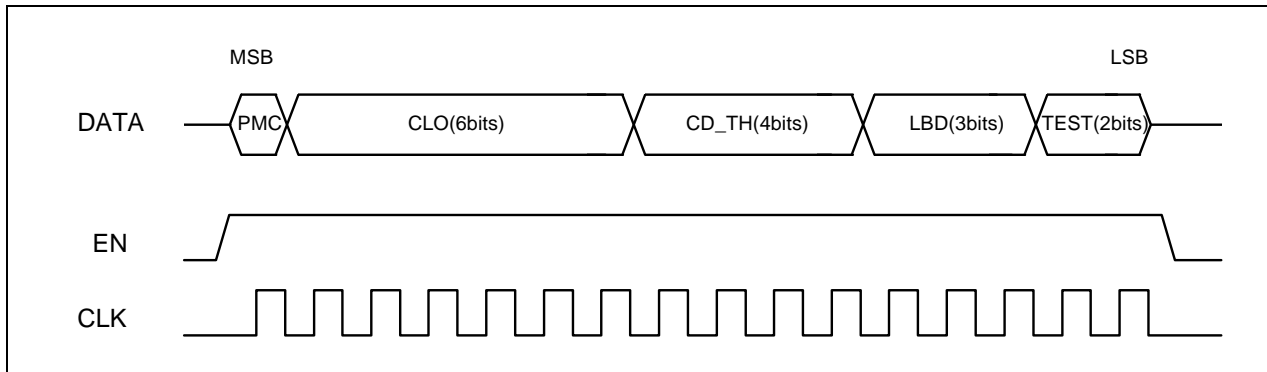 MSB LSB
DATA PMC CLO(6bits) CD_TH(4bits) LBD(3bits) TEST(2bits)
EN
CLK